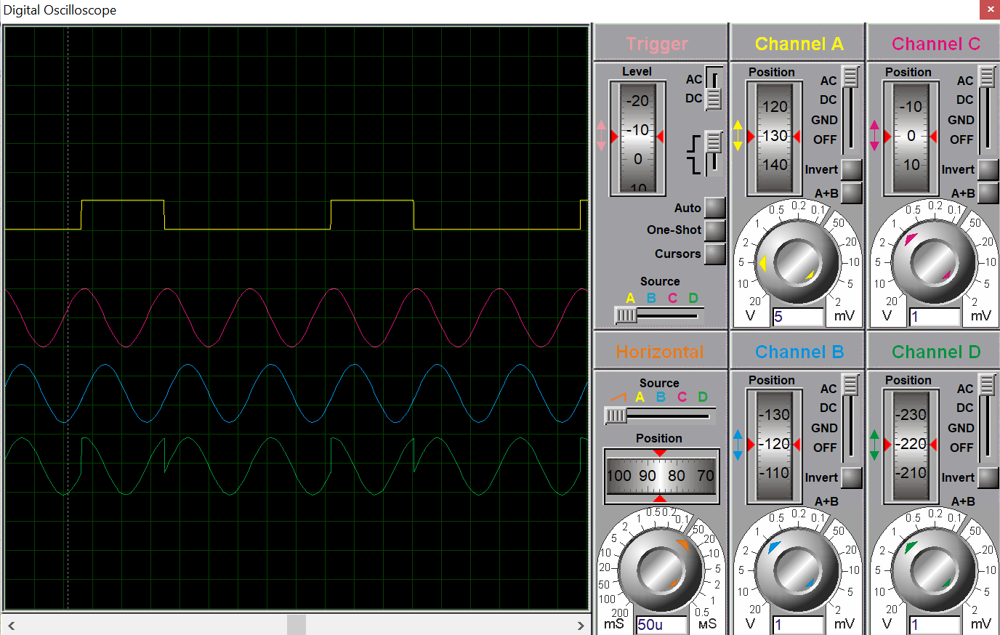 Digital Oscilloscope
Trigger
Level
-20
-10
0
10
AC
DC
Auto
One-Shot
Cursors
Source
A B C D
Channel A
Position
120
130
140
AC
DC
GND
OFF
Invert
A+B
20 10 5 2 1 0.5 0.2 0.1 50 20 10 5 2
V 5 mV
Channel C
Position
-10
0
10
AC
DC
GND
OFF
Invert
A+B
20 10 5 2 1 0.5 0.2 0.1 50 20 10 5 2
V 1 mV
Horizontal
Source
A B C D
Position
100 90 80 70
200 100 50 20 10 5 2 1 0.5 0.2 0.1 50 20 10 5 2 1 0.5
mS 50u мS
Channel B
Position
-130
-120
-110
AC
DC
GND
OFF
Invert
A+B
20 10 5 2 1 0.5 0.2 0.1 50 20 10 5 2
V 1 mV
Channel D
Position
-230
-220
-210
AC
DC
GND
OFF
Invert
A+B
20 10 5 2 1 0.5 0.2 0.1 50 20 10 5 2
V 1 mV